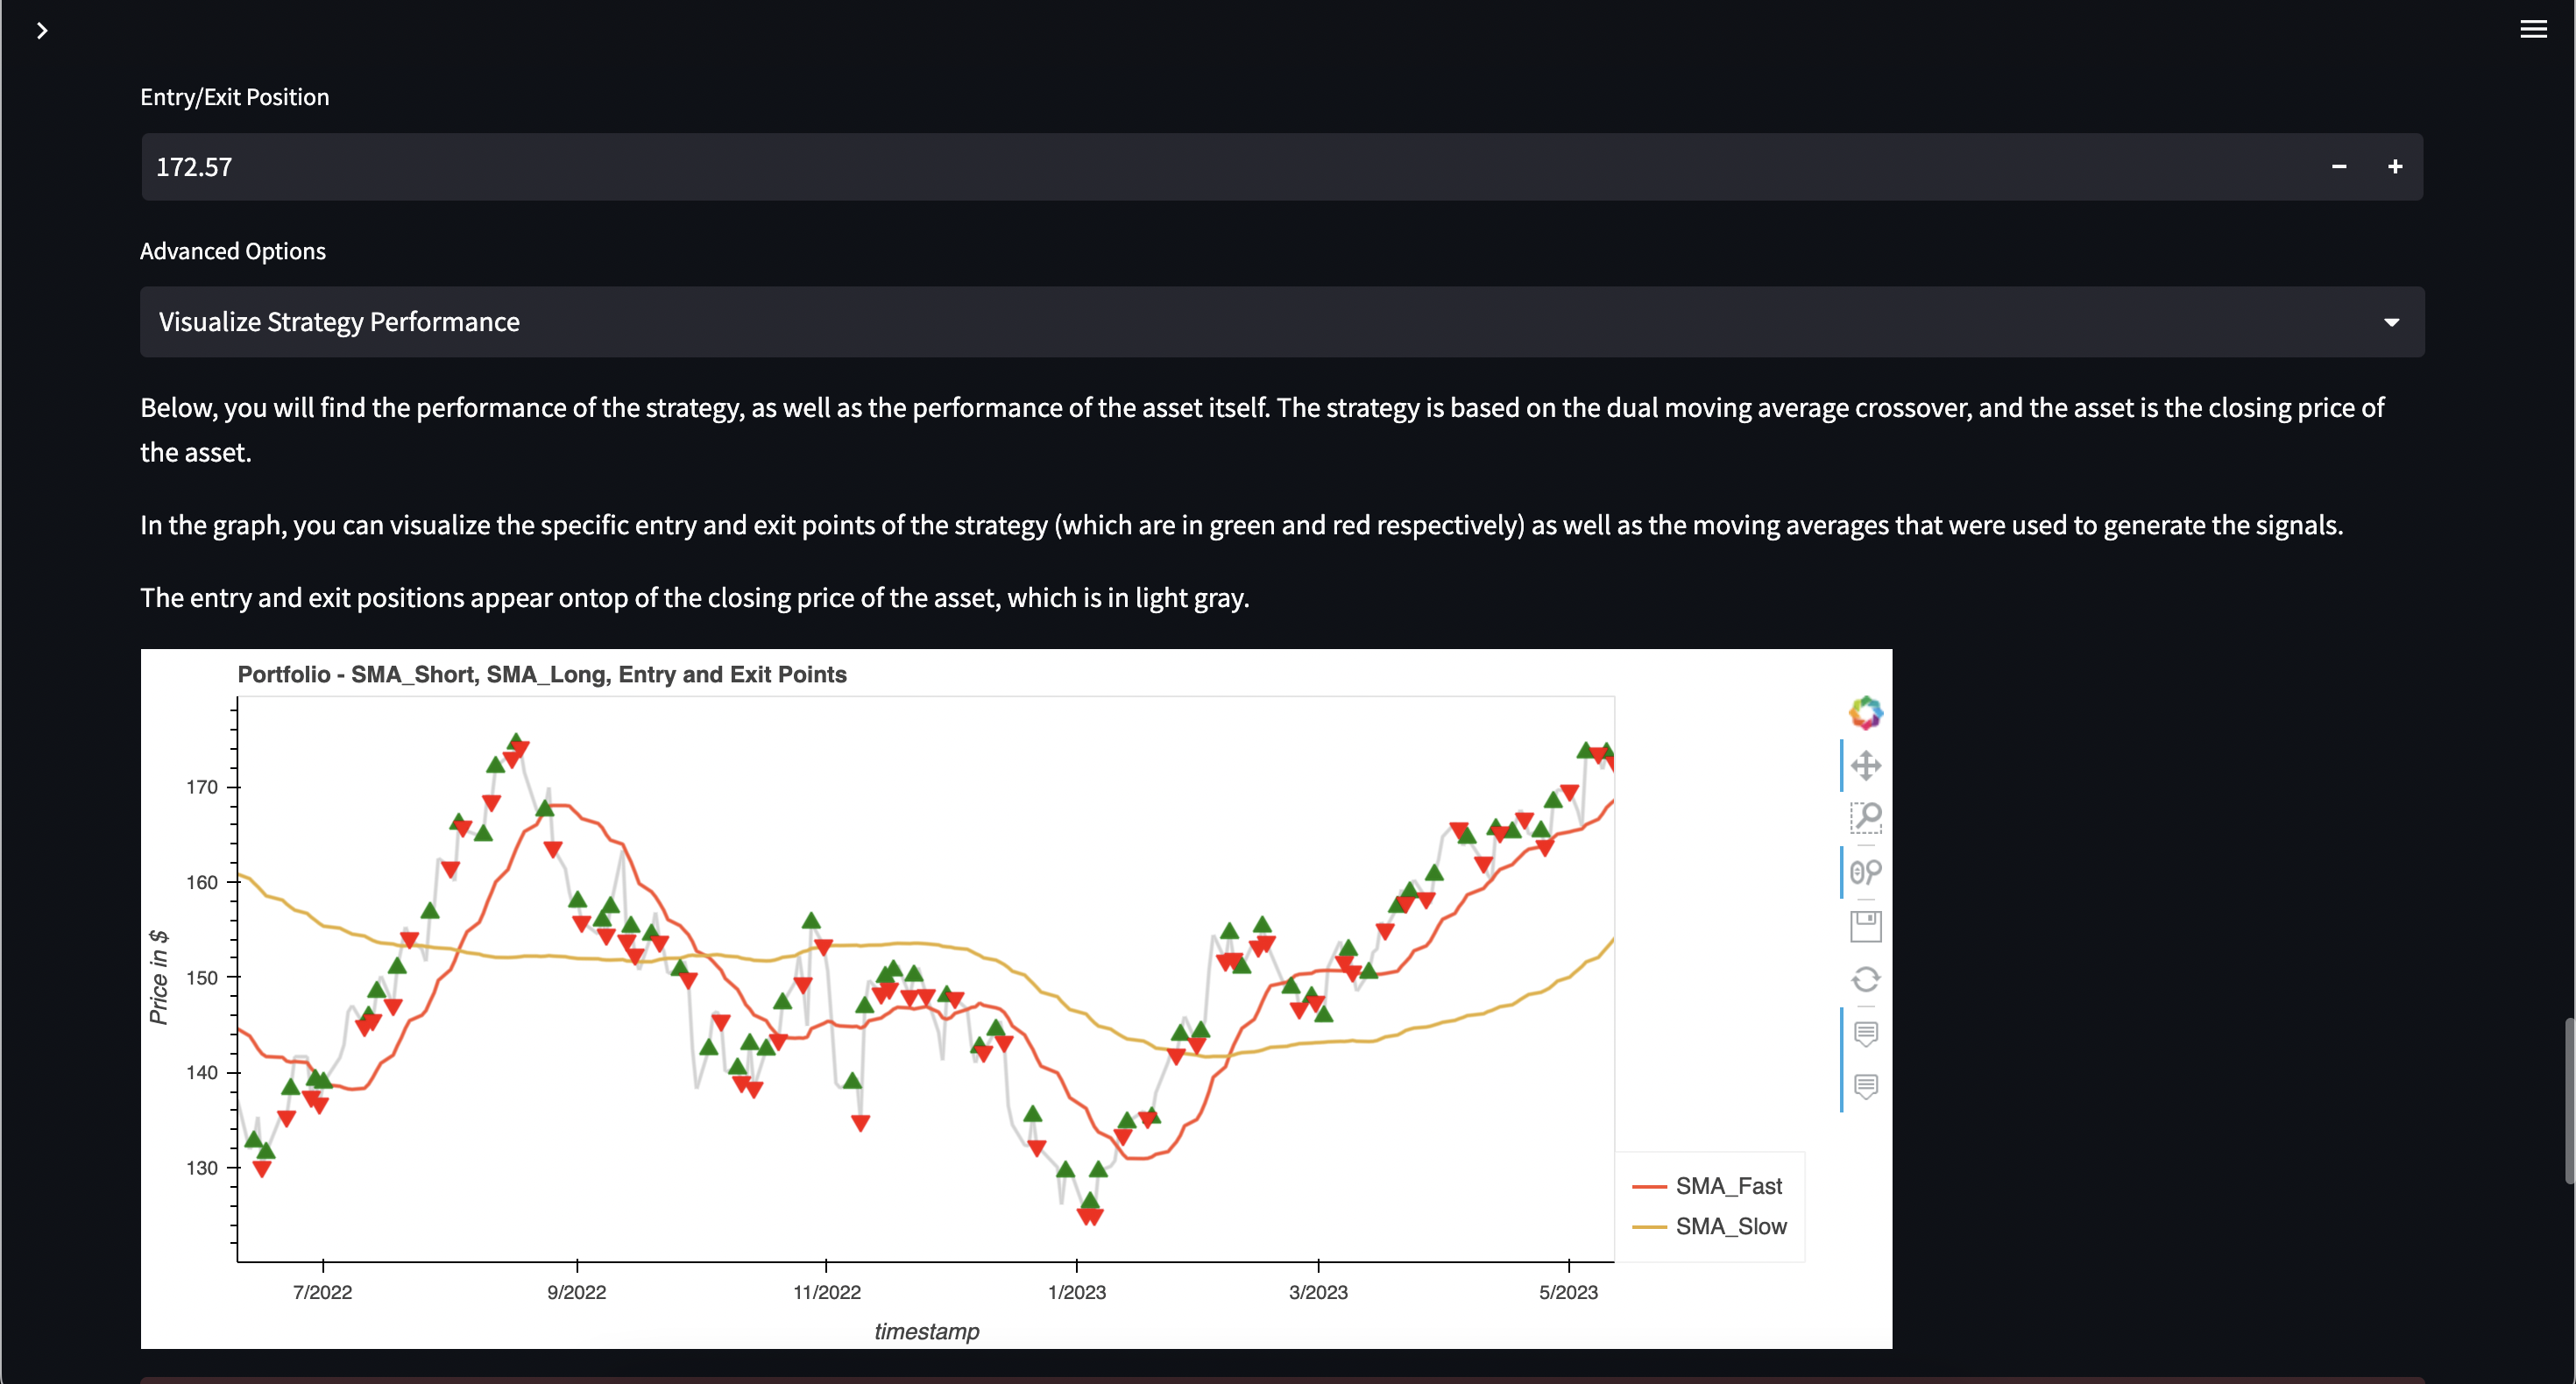 Entry/Exit Position
172.57
Advanced Options
Visualize Strategy Performance
Below, you will find the performance of the strategy, as well as the performance of the asset itself. The strategy is based on the dual moving average crossover, and the asset is the closing price of
the asset.
In the graph, you can visualize the specific entry and exit points of the strategy (which are in green and red respectively) as well as the moving averages that were used to generate the signals.
The entry and exit positions appear ontop of the closing price of the asset, which is in light gray.
Portfolio - SMA_Short, SMA_Long, Entry and Exit Points
Price in $
170
160
150
140
130
SMA_Fast
SMA_Slow
7/2022 9/2022 11/2022 1/2023 3/2023 5/2023
timestamp